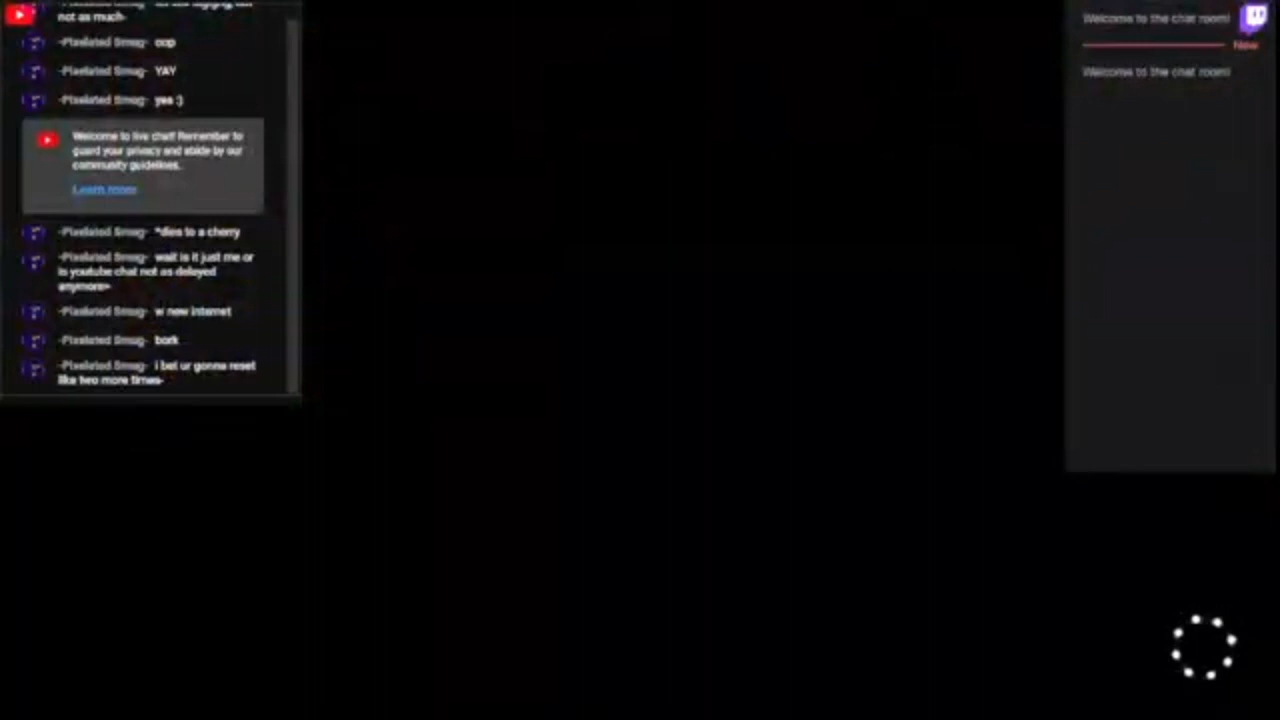 not as much-
-Pixelated Smug- oop
-Pixelated Smug- YAY
-Pixelated Smug- yes :)
Welcome to live chat! Remember to
guard your privacy and abide by our
community guidelines.
Learn more
-Pixelated Smug- *dies to a cherry
-Pixelated Smug- wait is it just me or
is youtube chat not as delayed
anymore>
-Pixelated Smug- w new internet
-Pixelated Smug- bork
-Pixelated Smug- i bet ur gonna reset
like two more times-
Welcome to the chat room!
New
Welcome to the chat room!